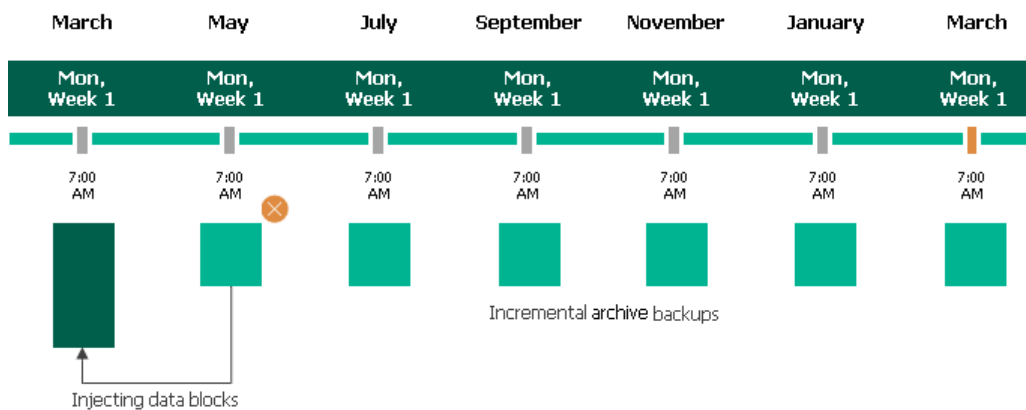 March May July September November January March
Mon, Mon, Mon, Mon, Mon, Mon, Mon,
Week 1 Week 1 Week 1 Week 1 Week 1 Week 1 Week 1
7:00 7:00 7:00 7:00 7:00 7:00 7:00
AM AM AM AM AM AM AM
Incremental archive backups
Injecting data blocks